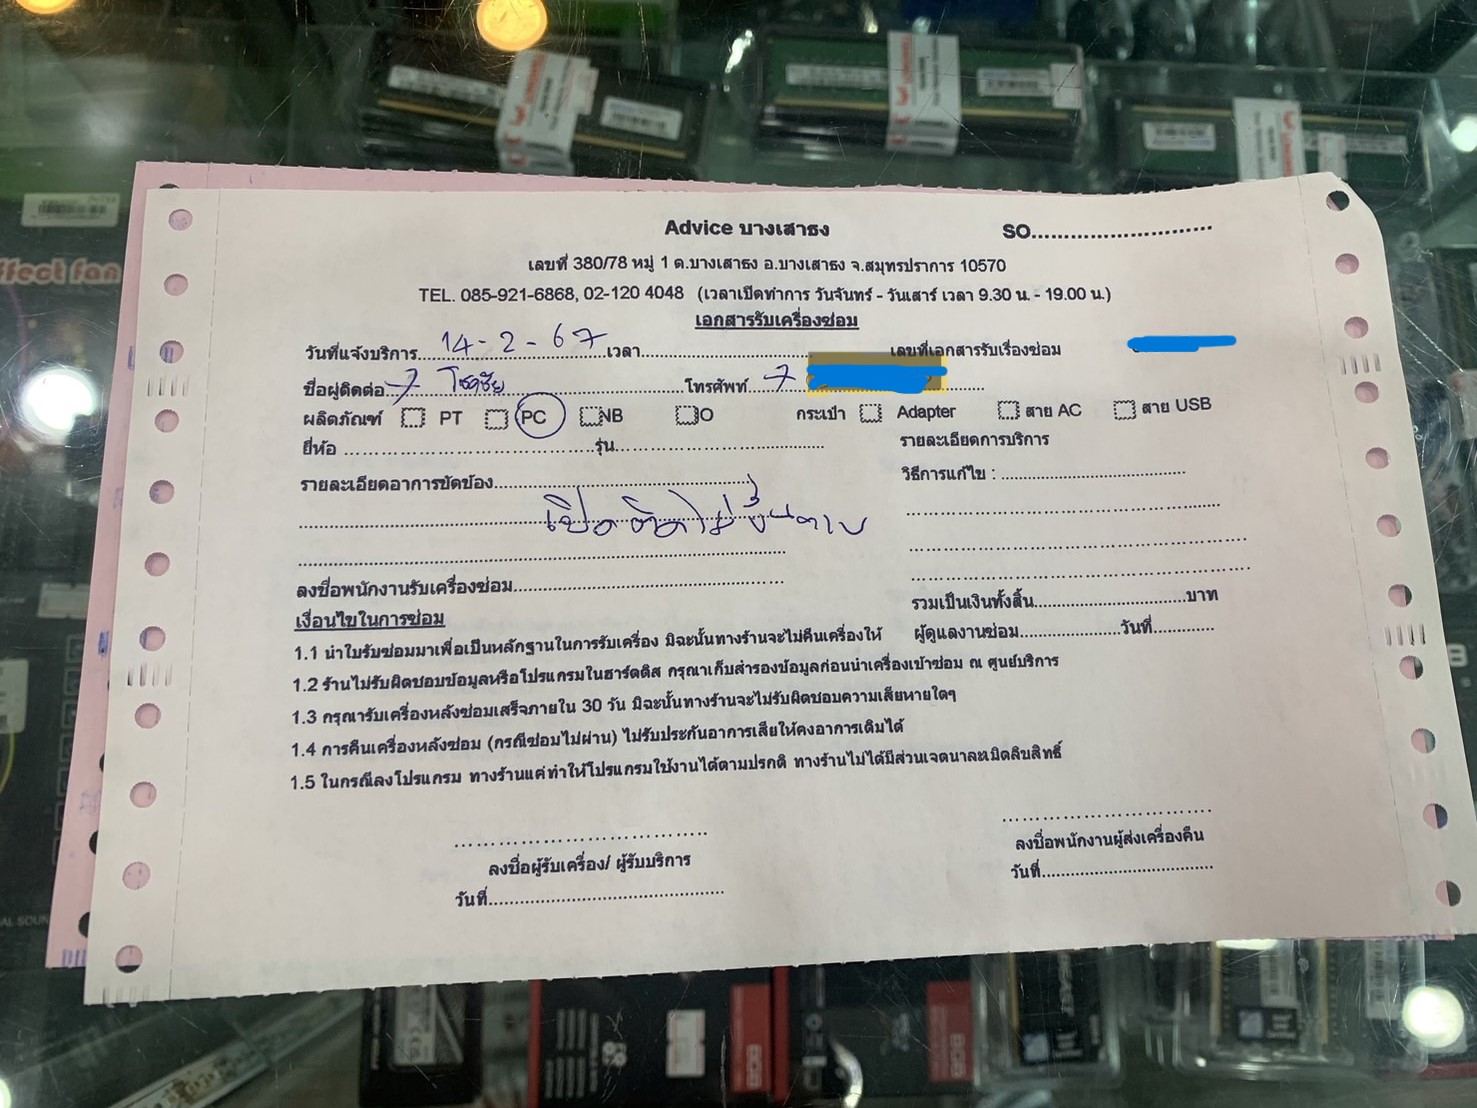 Advice บางเสาธง SO..............................
เลขที่ 380/78 หมู่ 1 ต.บางเสาธง อ.บางเสาธง จ.สมุทรปราการ 10570
TEL. 085-921-6868, 02-120 4048 (เวลาเปิดทำการ วันจันทร์ - วันเสาร์ เวลา 9.30 น. - 19.00 น.)
เอกสารรับเครื่องซ่อม
วันที่แจ้งบริการ 14-2-67 เวลา.............................. เลขที่เอกสารรับเรื่องซ่อม
ชื่อผู้ติดต่อ โชคชัย โทรศัพท์..............................
ผลิตภัณฑ์ PT PC NB O กระเป๋า Adapter สาย AC สาย USB
ยี่ห้อ ..............................รุ่น.............................. รายละเอียดการบริการ
รายละเอียดอาการขัดข้อง.............................. วิธีการแก้ไข : ..............................
เปิดติดไม่ขึ้นภาพ
ลงชื่อพนักงานรับเครื่องซ่อม..............................
รวมเป็นเงินทั้งสิ้น..............................บาท
เงื่อนไขในการซ่อม ผู้ดูแลงานซ่อม....................วันที่.............
1.1 นำใบรับซ่อมมาเพื่อเป็นหลักฐานในการรับเครื่อง มิฉะนั้นทางร้านจะไม่คืนเครื่องให้
1.2 ร้านไม่รับผิดชอบข้อมูลหรือโปรแกรมในฮาร์ดดิส กรุณาเก็บสำรองข้อมูลก่อนนำเครื่องเข้าซ่อม ณ ศูนย์บริการ
1.3 กรุณารับเครื่องหลังซ่อมเสร็จภายใน 30 วัน มิฉะนั้นทางร้านจะไม่รับผิดชอบความเสียหายใดๆ
1.4 การคืนเครื่องหลังซ่อม (กรณีซ่อมไม่ผ่าน) ไม่รับประกันอาการเสียให้คงอาการเดิมได้
1.5 ในกรณีลงโปรแกรม ทางร้านแค่ทำให้โปรแกรมใช้งานได้ตามปรกติ ทางร้านไม่ได้มีส่วนเจตนาละเมิดลิขสิทธิ์
ลงชื่อผู้รับเครื่อง/ ผู้รับบริการ ลงชื่อพนักงานผู้ส่งเครื่องคืน
วันที่.............................. วันที่..............................
ffect fan